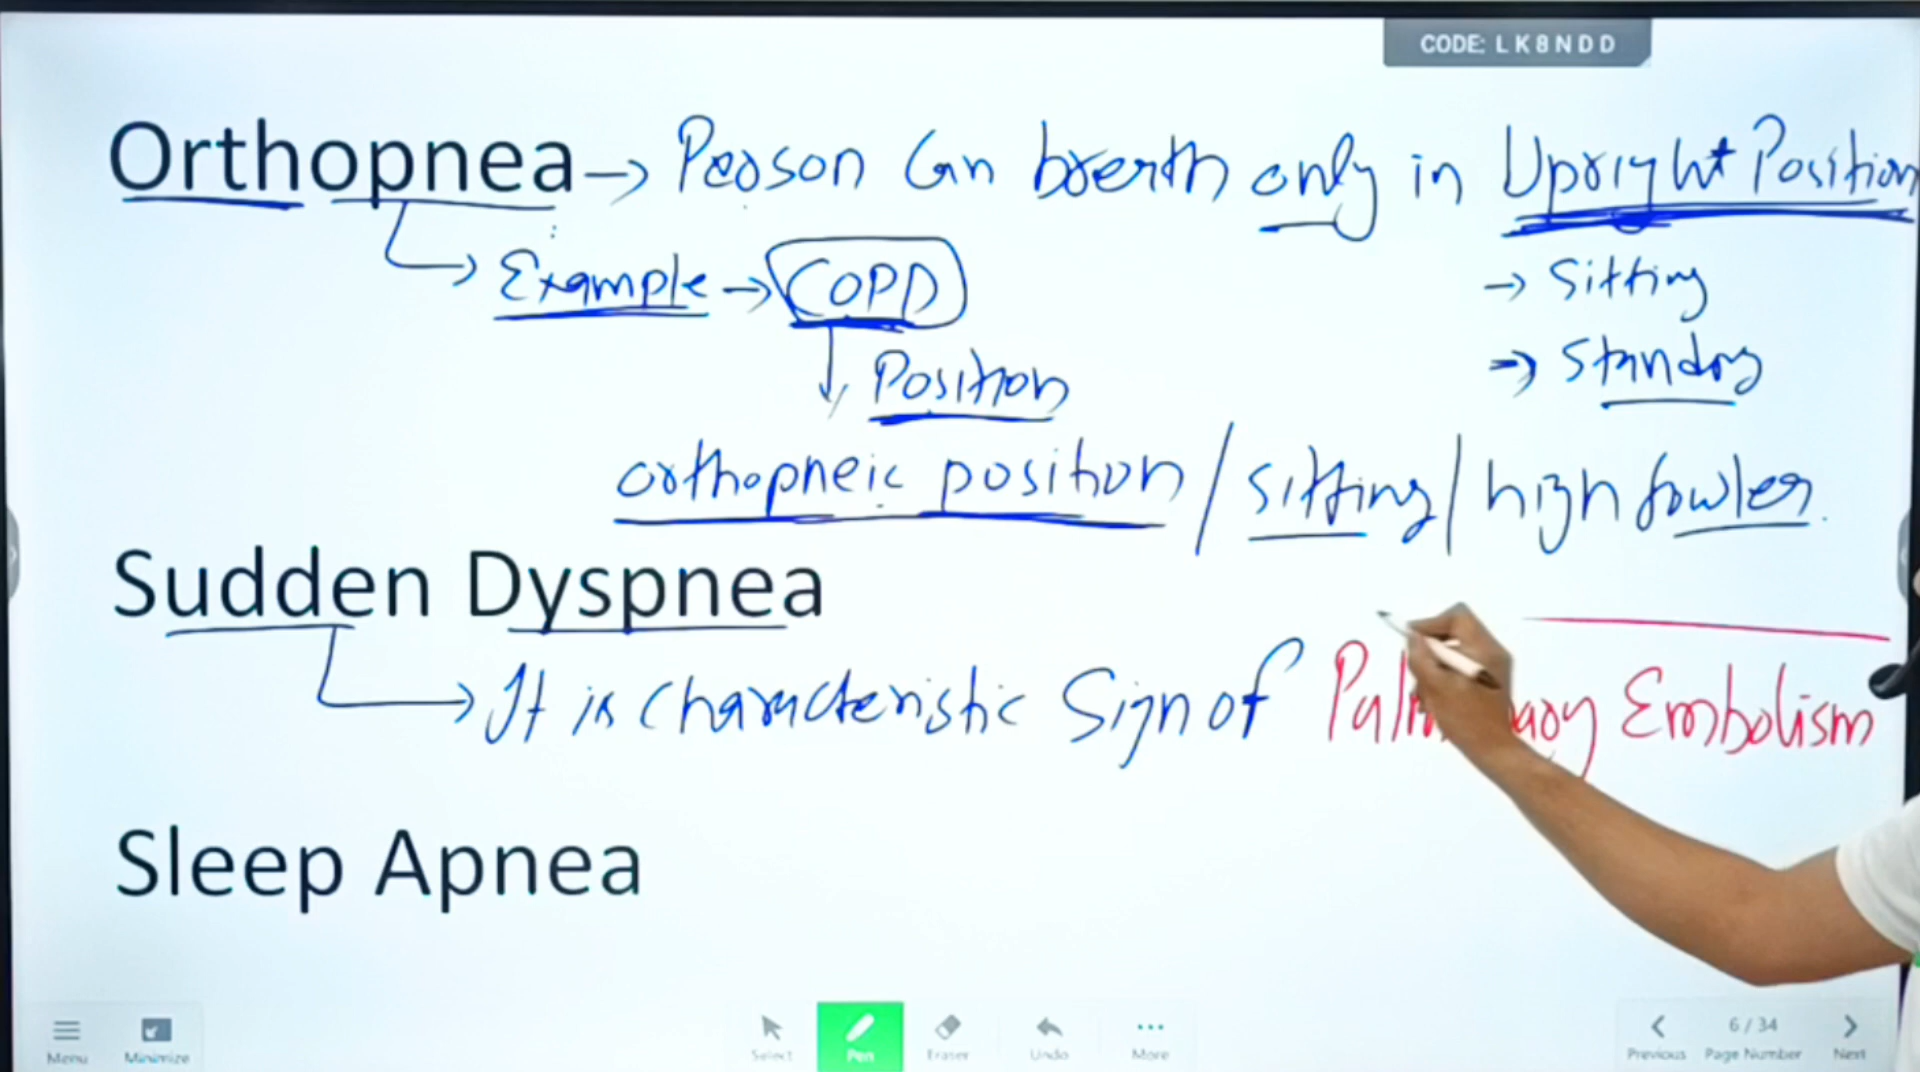 CODE: LK8NDD
Orthopnea → Person Can breath only in Upright Position
→ Example → COPD
→ Sitting
→ Standing
↓ Position
orthopneic position / sitting / high fowler.
Sudden Dyspnea
→ It is characteristic Sign of Pulmonary Embolism
Sleep Apnea
Menu
Minimize
Select
Pen
Eraser
Undo
More
Previous
6 / 34
Page Number
Next